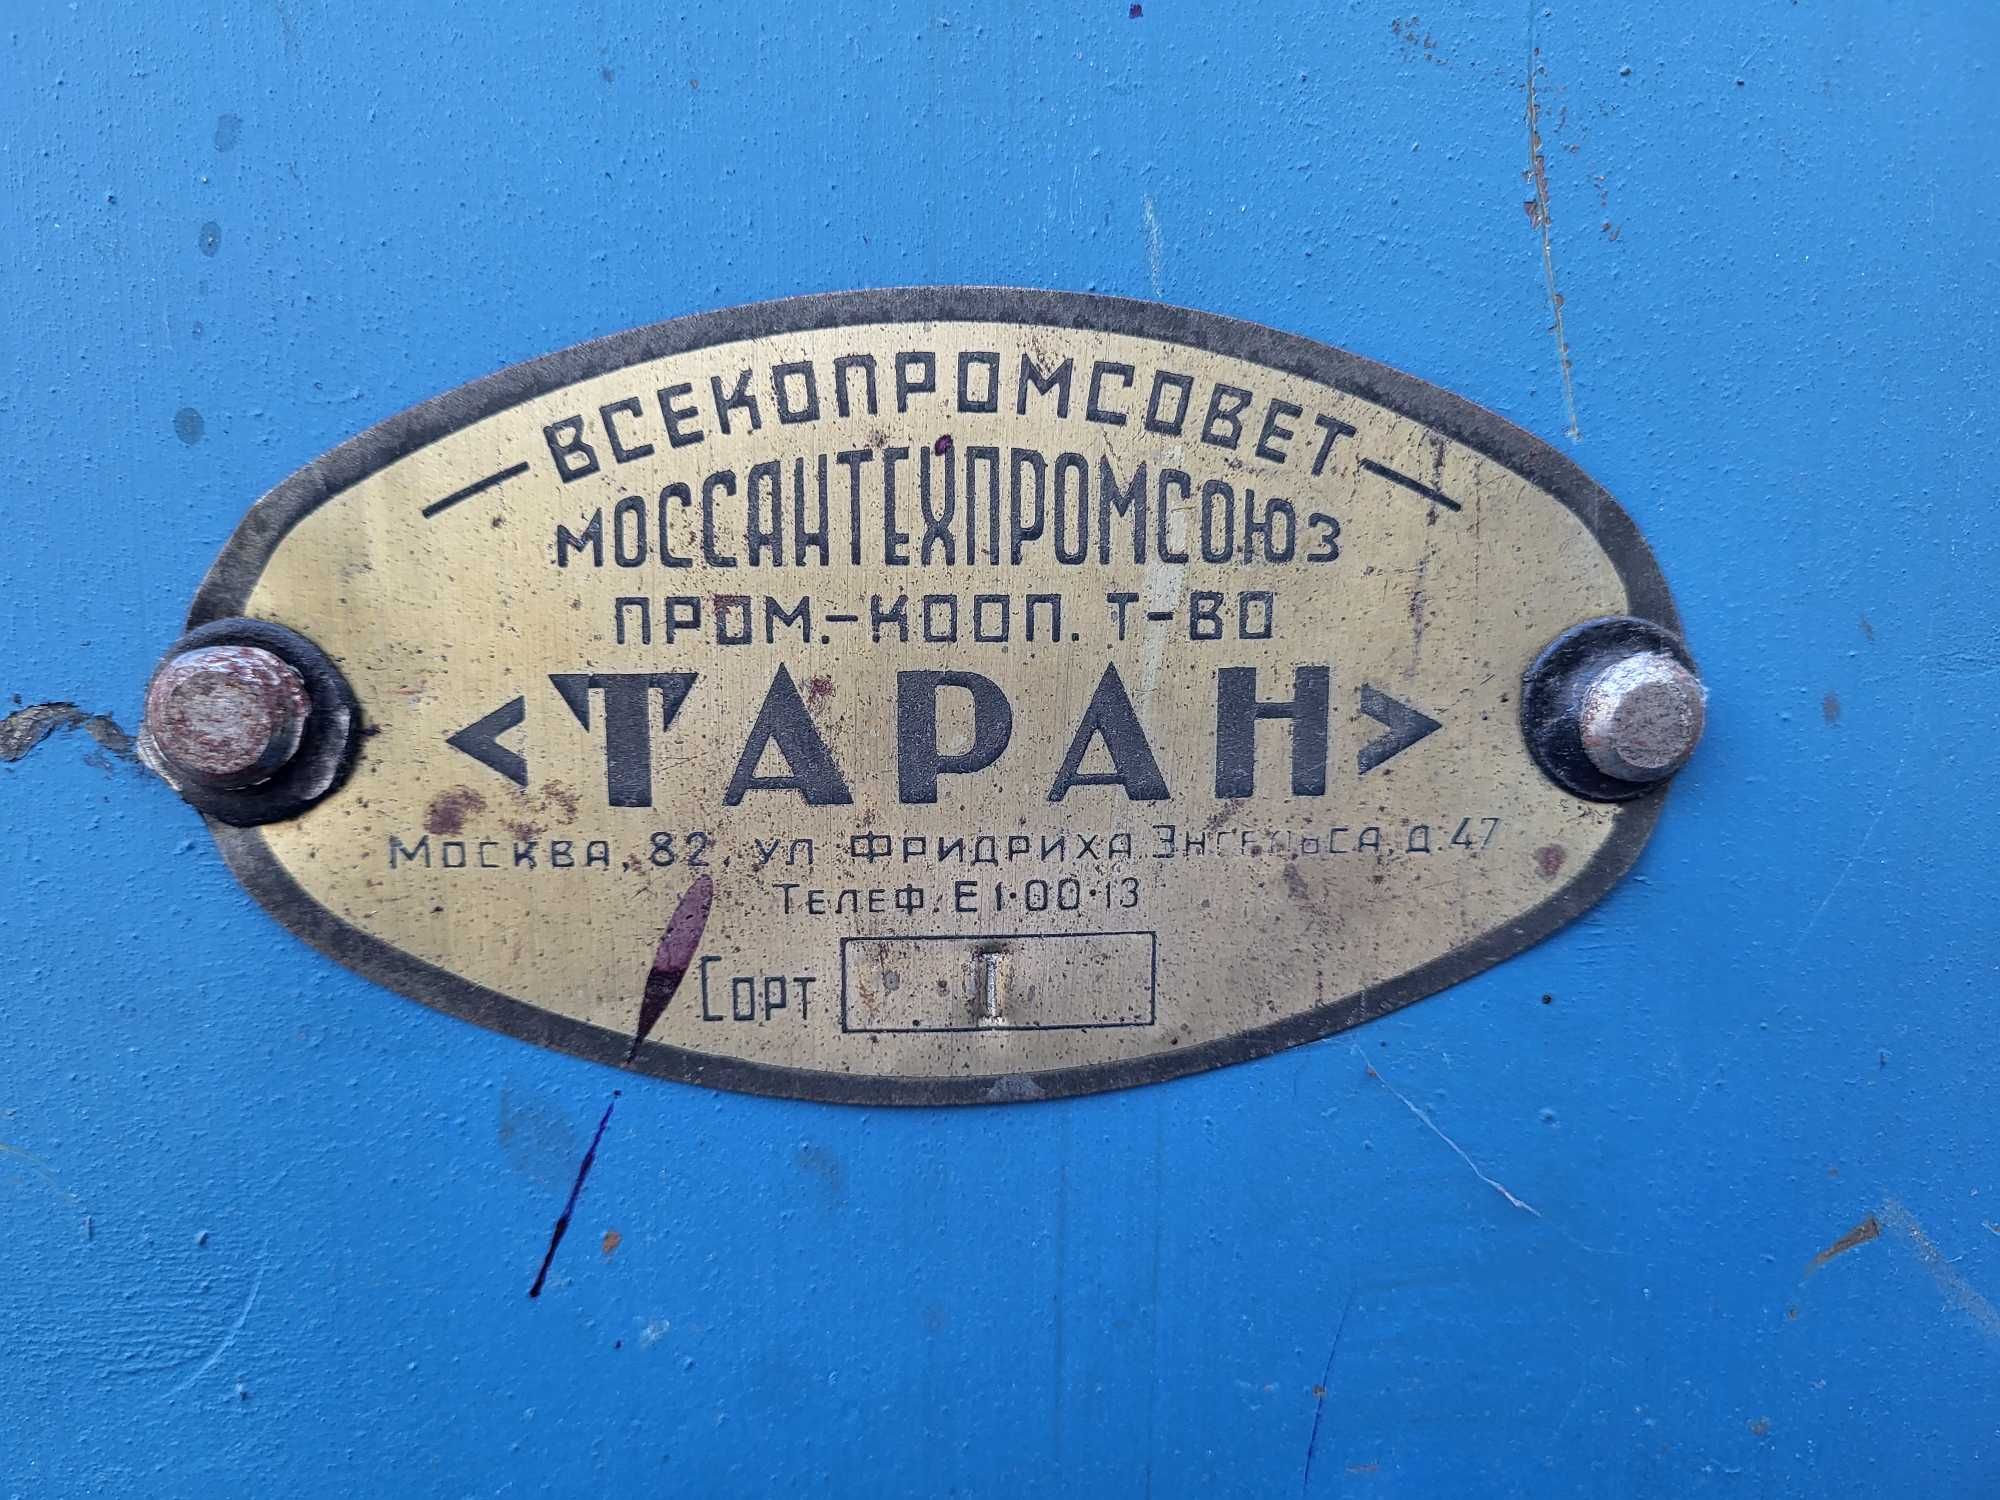 — ВСЕКОПРОМСОВЕТ —
МОССАНТЕХПРОМСОЮЗ
ПРОМ.-КООП. Т-ВО
<ТАРАН>
МОСКВА, 82, УЛ ФРИДРИХА ЭНГЕЛЬСА, Д. 47
ТЕЛЕФ. Е1·00·13
СОРТ I